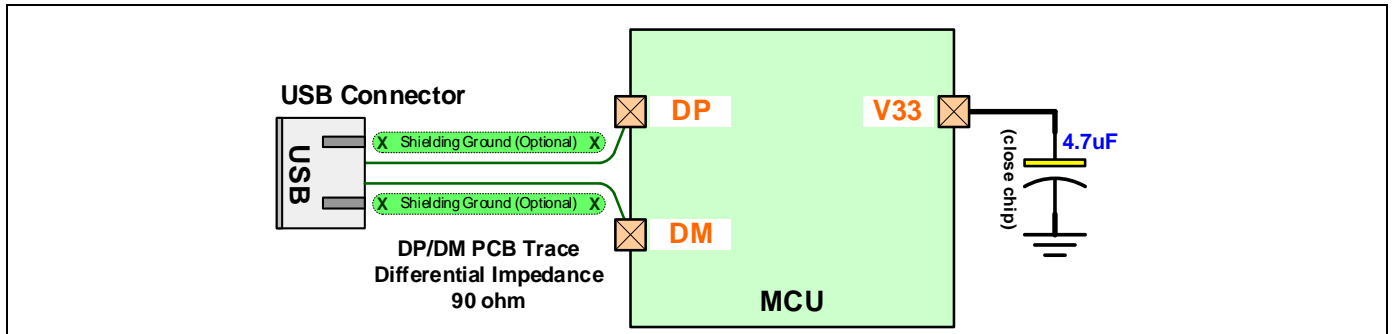 USB Connector
USB
X Shielding Ground (Optional) X
X Shielding Ground (Optional) X
DP/DM PCB Trace
Differential Impedance
90 ohm
DP
DM
MCU
V33
(close chip)
4.7uF